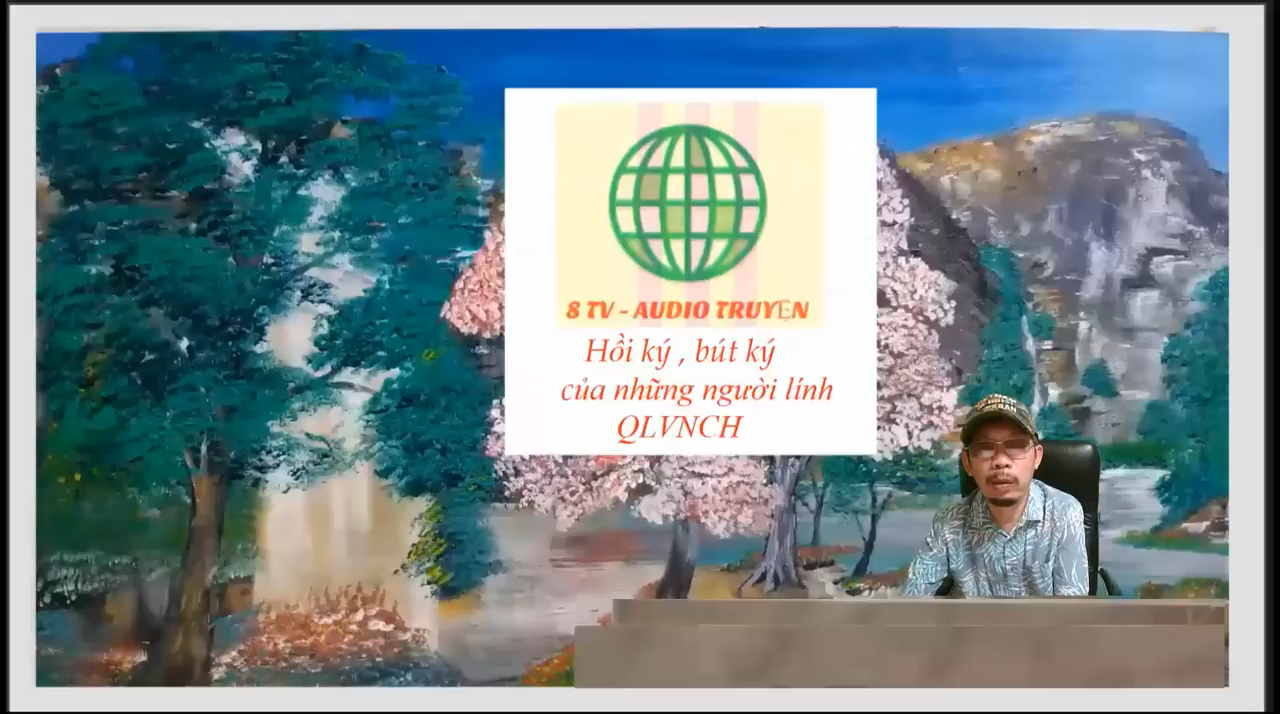 8 TV - AUDIO TRUYỆN
Hồi ký , bút ký
của những người lính
QLVNCH